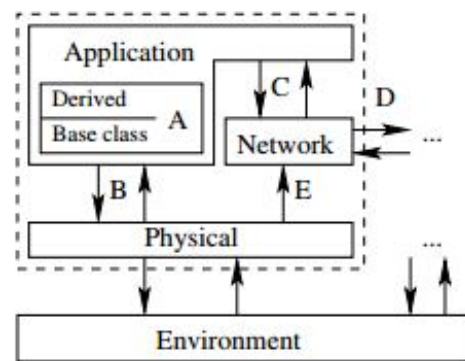 Application
Derived
Base class
A
B
C
D
E
Network
...
Physical
...
Environment